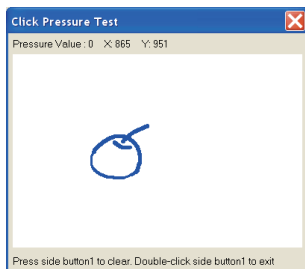 Click Pressure Test
Pressure Value : 0 X: 865 Y: 951
Press side button1 to clear. Double-click side button1 to exit